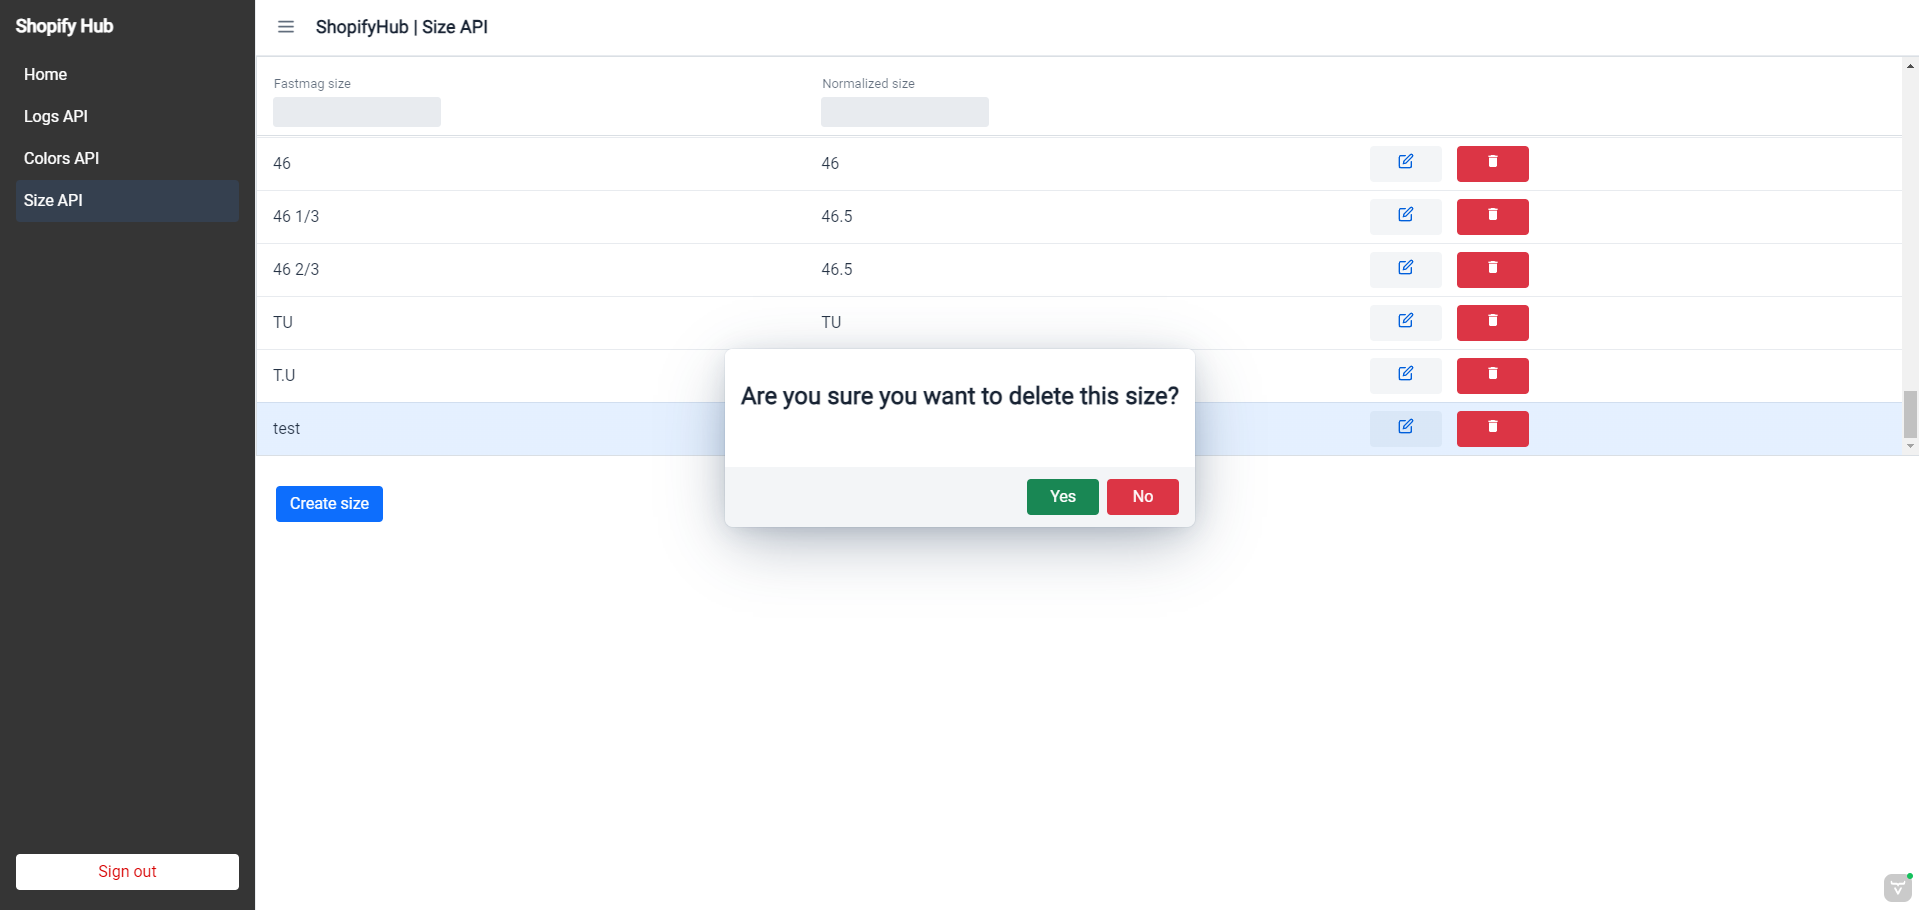 Shopify Hub
Home
Logs API
Colors API
Size API
Sign out
ShopifyHub | Size API
Fastmag size
Normalized size
46
46
46 1/3
46.5
46 2/3
46.5
TU
TU
T.U
test
Are you sure you want to delete this size?
Yes
No
Create size